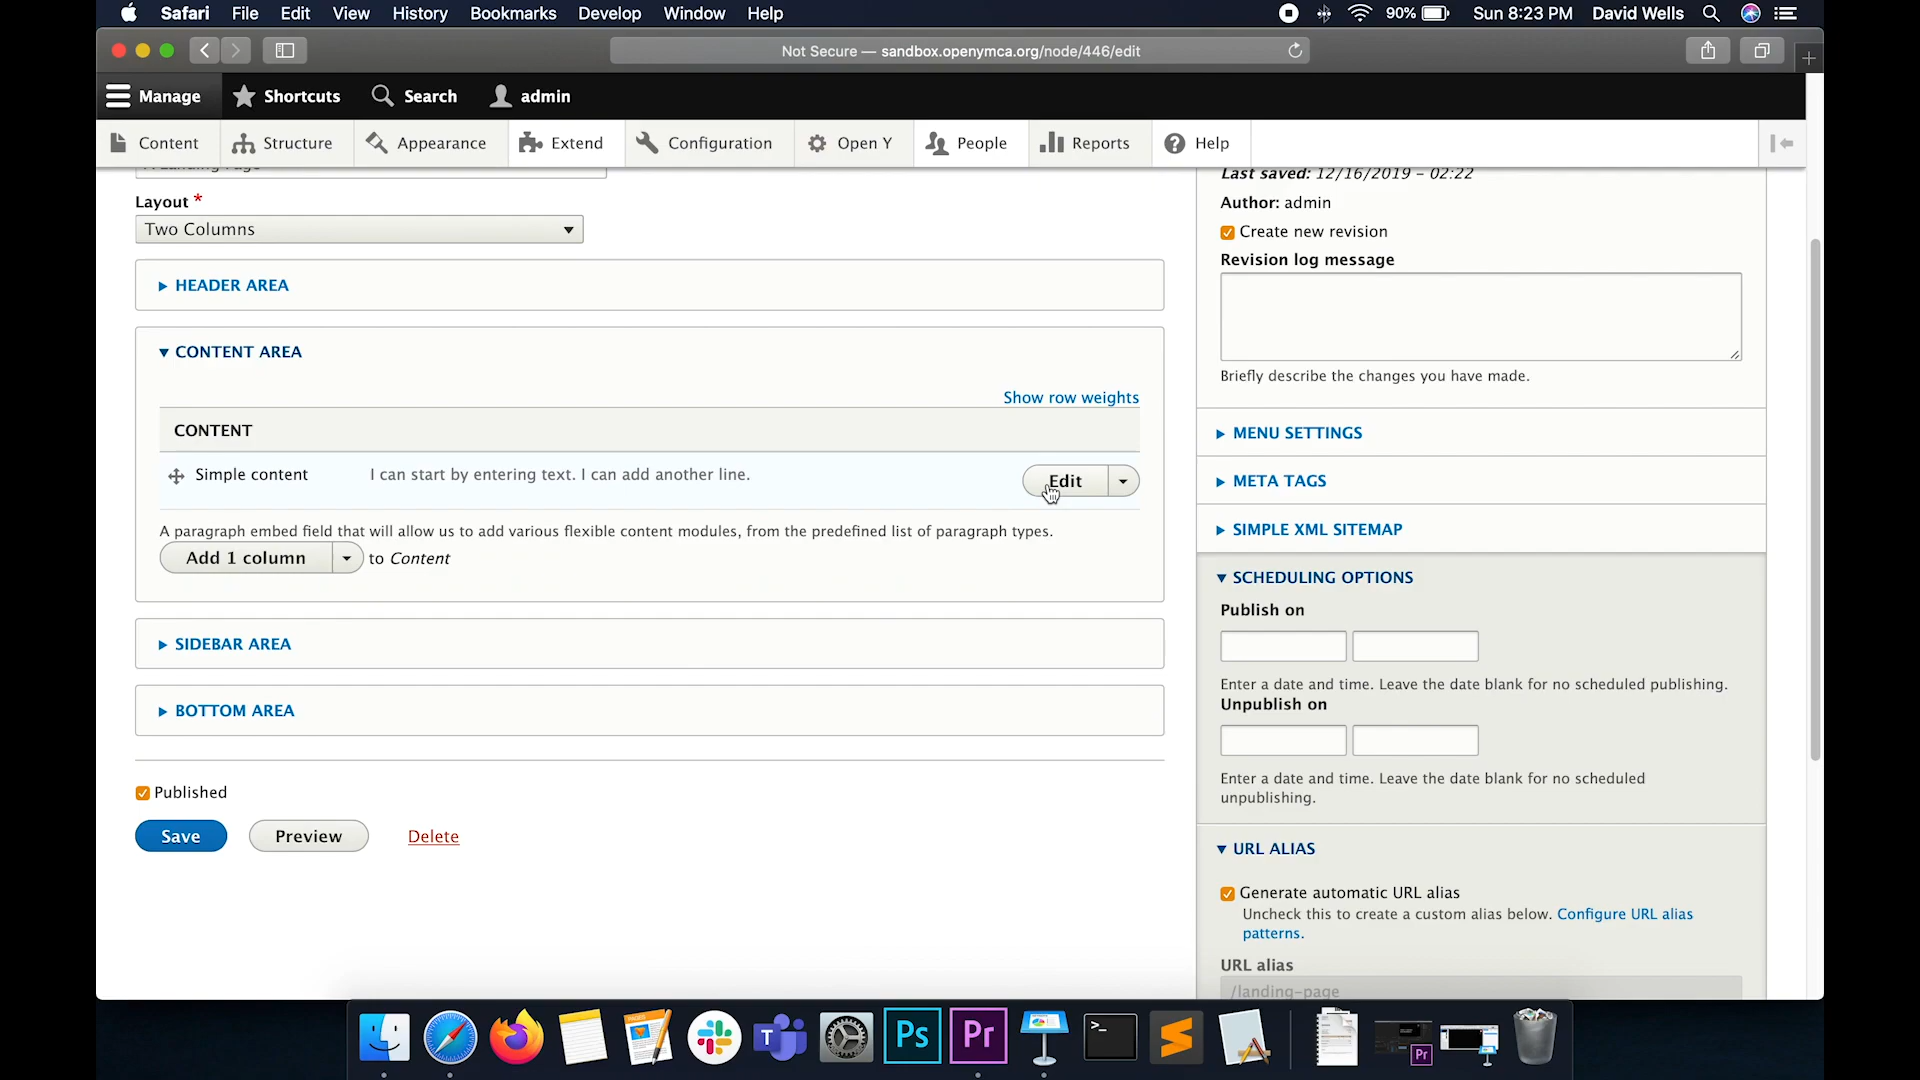 Safari File Edit View History Bookmarks Develop Window Help 90% Sun 8:23 PM David Wells
Not Secure — sandbox.openymca.org/node/446/edit
Manage Shortcuts Search admin
Content Structure Appearance Extend Configuration Open Y People Reports Help
A Landing Page
Layout *
Two Columns
HEADER AREA
CONTENT AREA
Show row weights
CONTENT
Simple content I can start by entering text. I can add another line. Edit
A paragraph embed field that will allow us to add various flexible content modules, from the predefined list of paragraph types.
Add 1 column to Content
SIDEBAR AREA
BOTTOM AREA
Published
Save Preview Delete
Last saved: 12/16/2019 – 02:22
Author: admin
Create new revision
Revision log message
Briefly describe the changes you have made.
MENU SETTINGS
META TAGS
SIMPLE XML SITEMAP
SCHEDULING OPTIONS
Publish on
Enter a date and time. Leave the date blank for no scheduled publishing.
Unpublish on
Enter a date and time. Leave the date blank for no scheduled
unpublishing.
URL ALIAS
Generate automatic URL alias
Uncheck this to create a custom alias below. Configure URL alias
patterns.
URL alias
/landing-page
PAGES
T
Ps
Pr
Pr